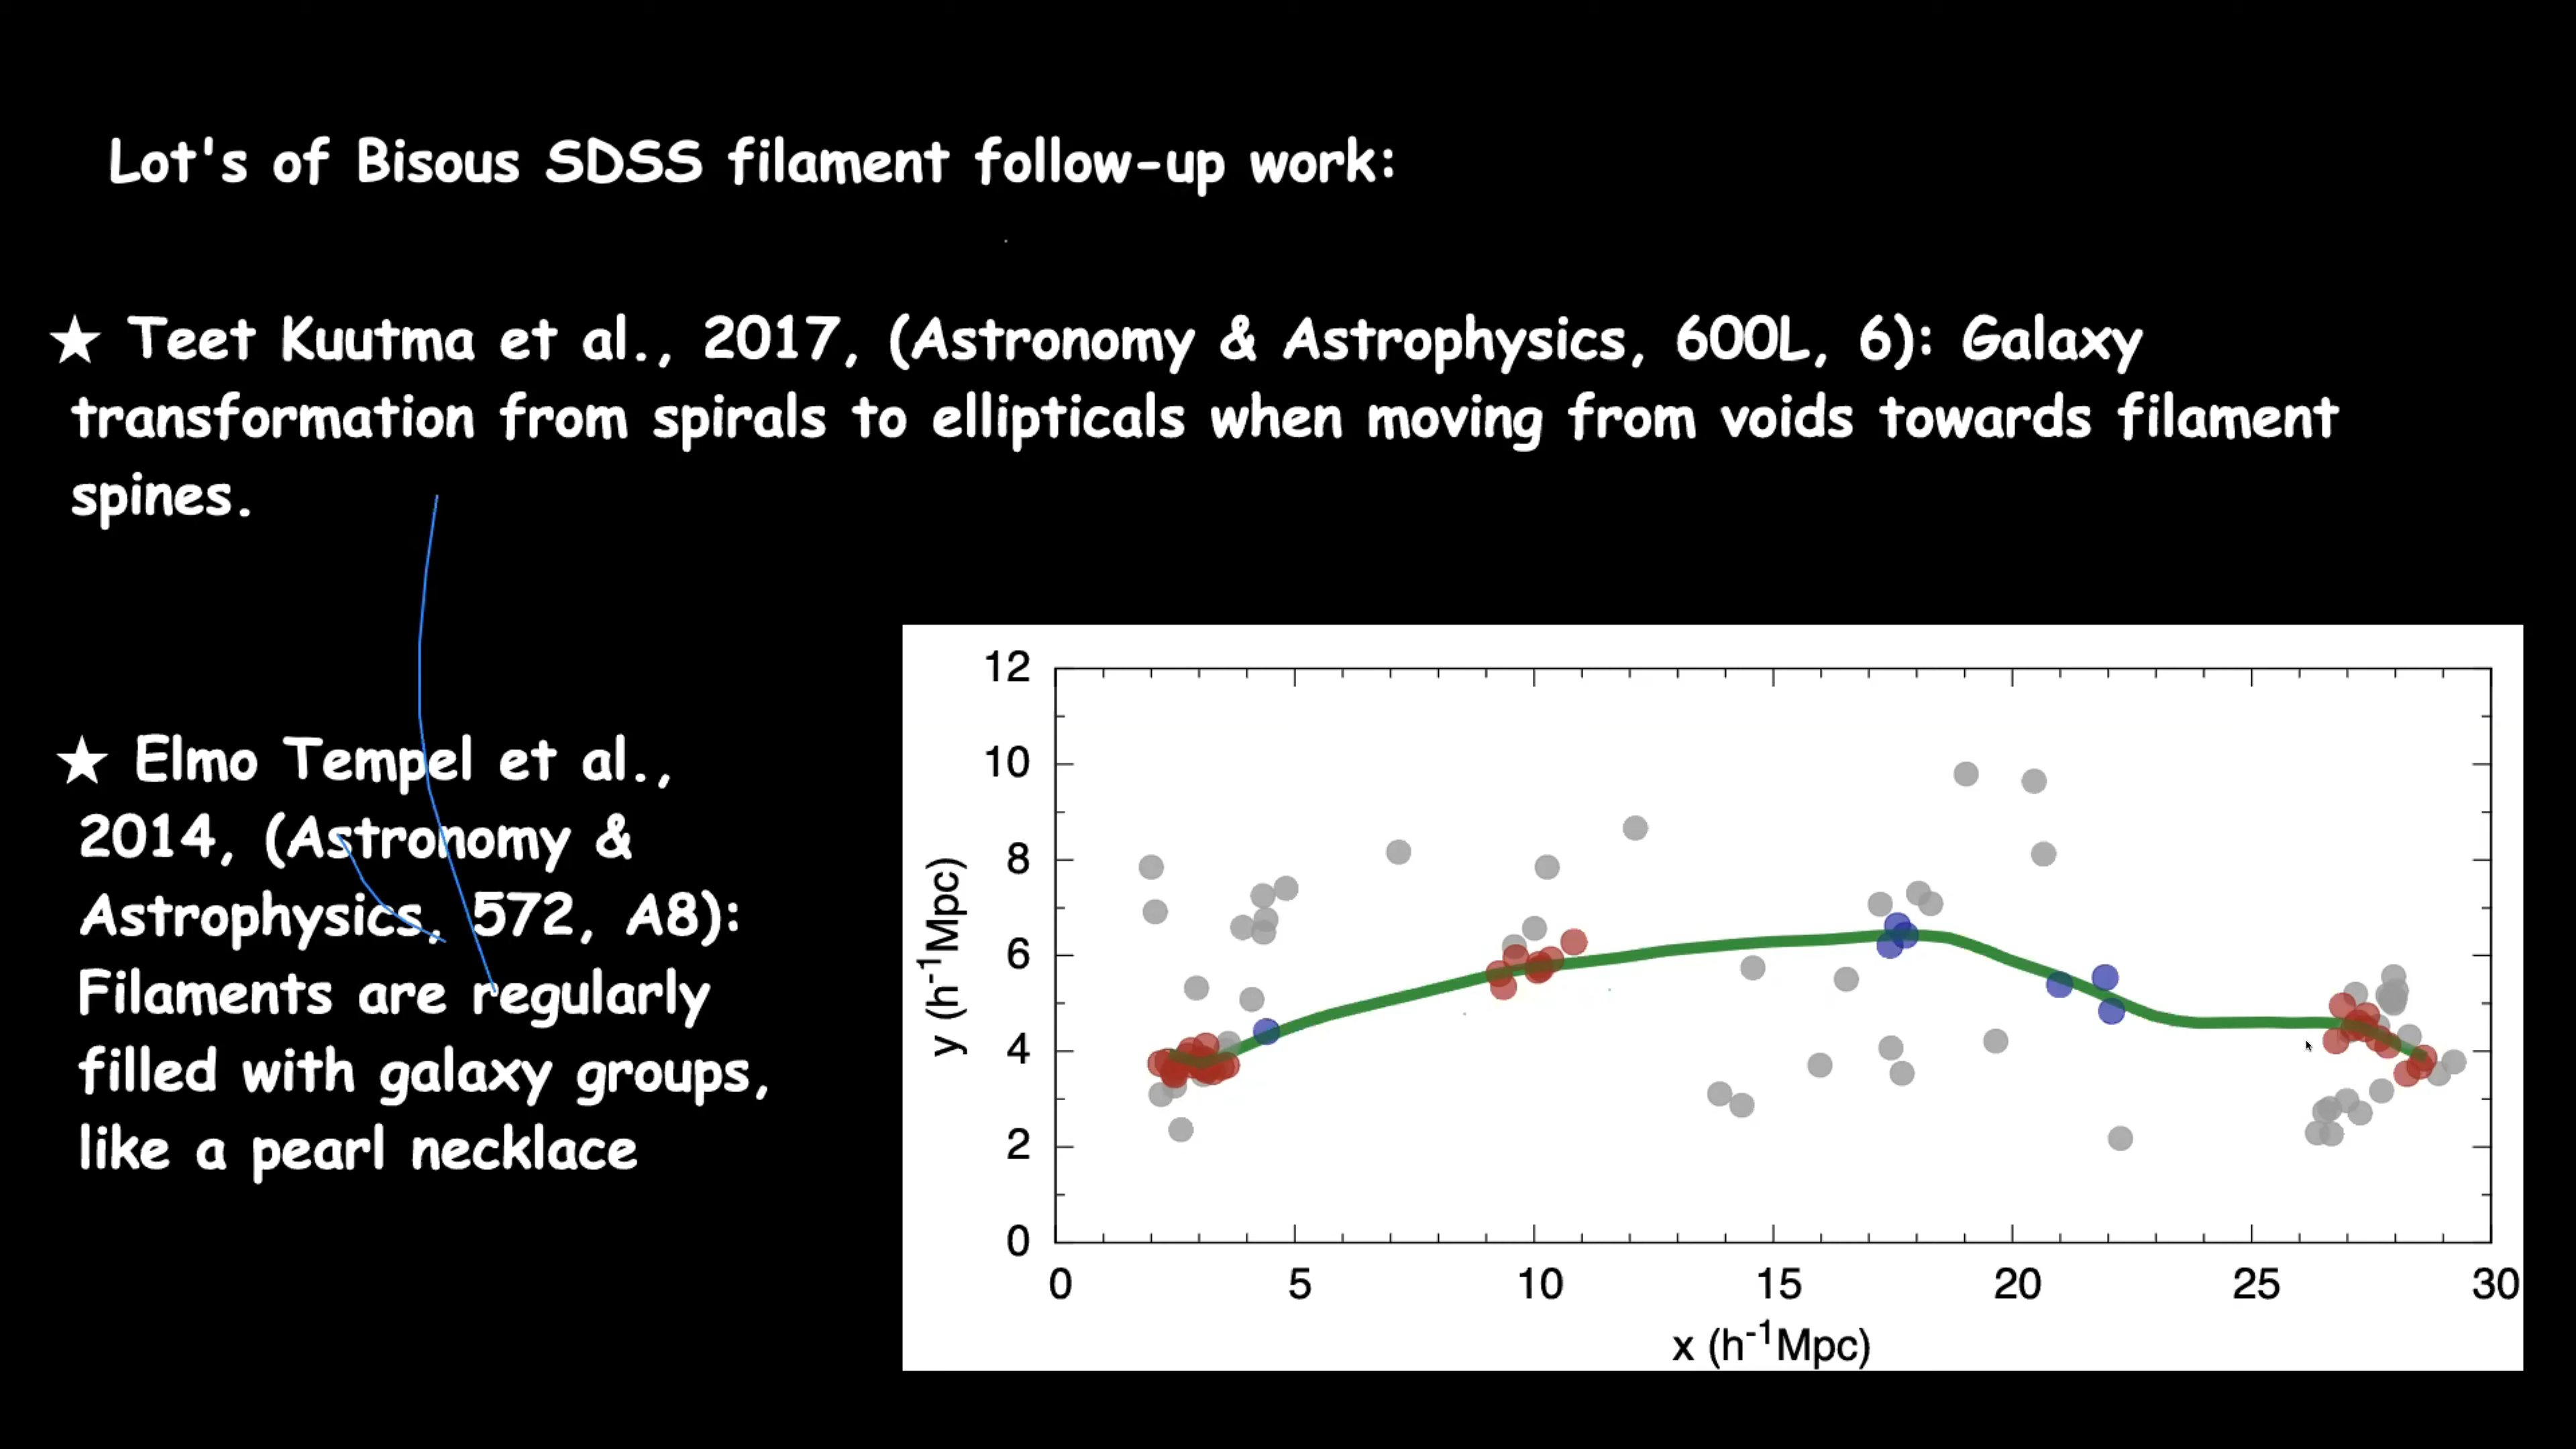 Lot's of Bisous SDSS filament follow-up work:
★ Teet Kuutma et al., 2017, (Astronomy & Astrophysics, 600L, 6): Galaxy
transformation from spirals to ellipticals when moving from voids towards filament
spines.
★ Elmo Tempel et al.,
2014, (Astronomy &
Astrophysics, 572, A8):
Filaments are regularly
filled with galaxy groups,
like a pearl necklace
12
10
8
6
4
2
0
y (h⁻¹Mpc)
0 5 10 15 20 25 30
x (h⁻¹Mpc)